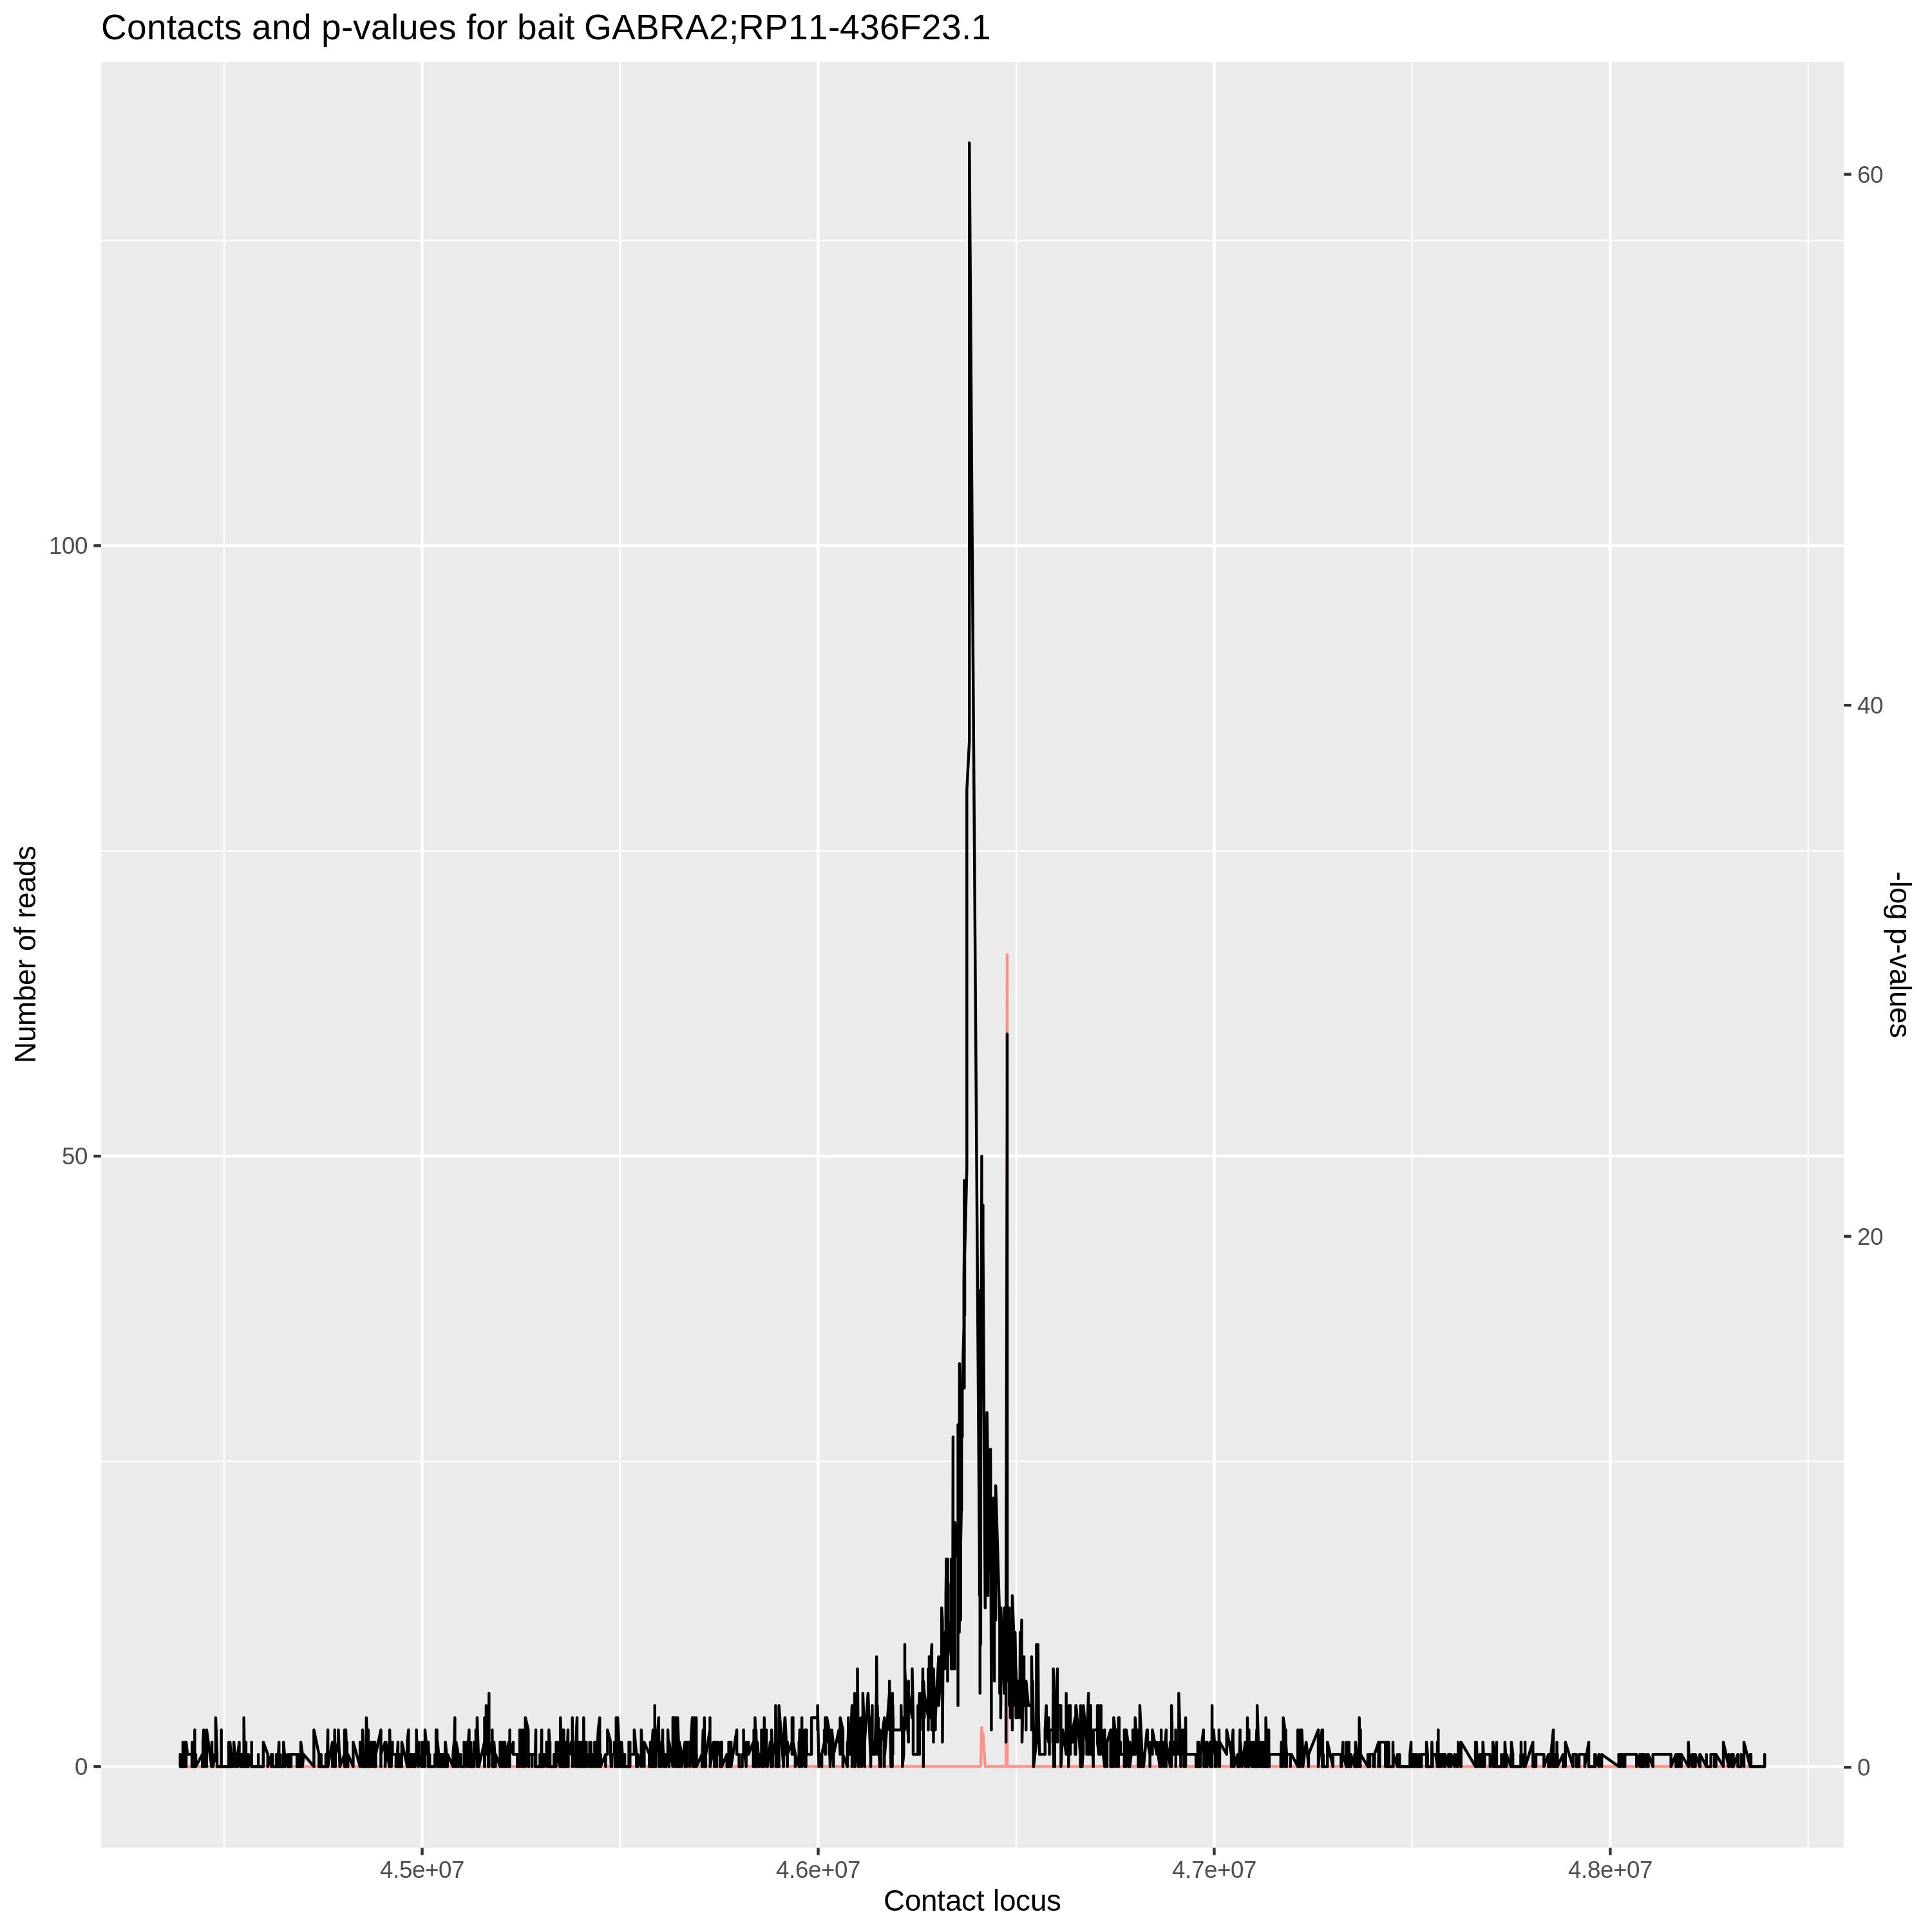 Contacts and p-values for bait GABRA2;RP11-436F23.1
Number of reads
100
50
0
60
40
20
0
-log p-values
4.5e+07
4.6e+07
4.7e+07
4.8e+07
Contact locus